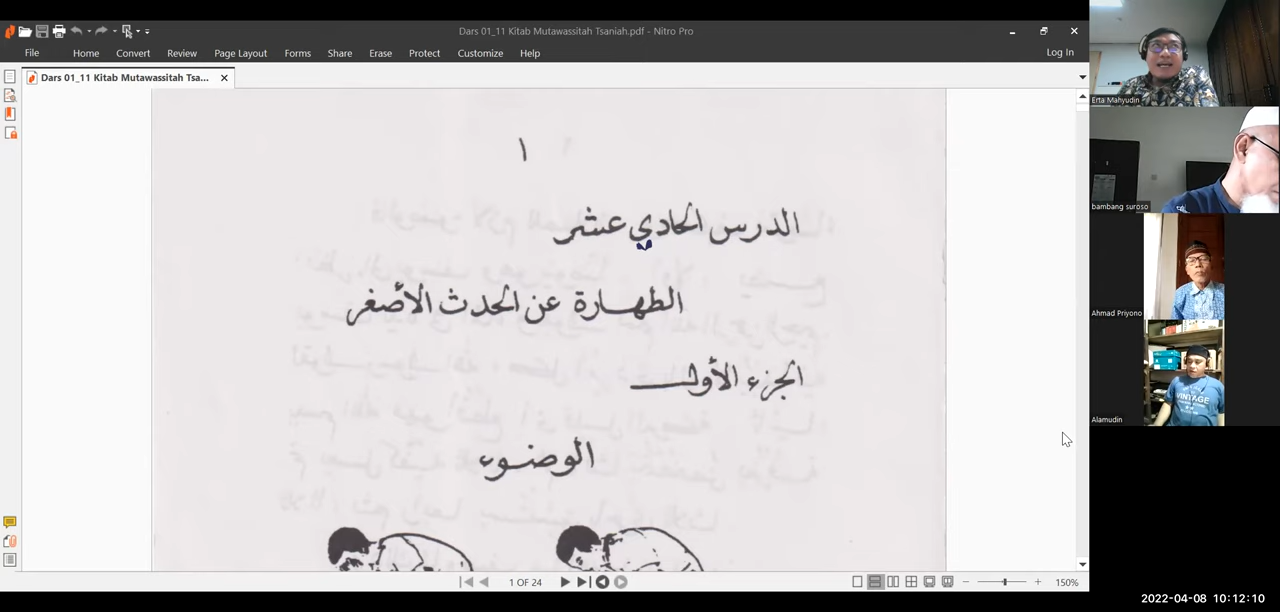 Dars 01_11 Kitab Mutawassitah Tsaniah.pdf - Nitro Pro
File Home Convert Review Page Layout Forms Share Erase Protect Customize Help
Log In
Dars 01_11 Kitab Mutawassitah Tsa...
١
الدرس الحادي عشر
الطهارة عن الحدث الأصغر
الجزء الأول
الوضوء
1 OF 24
150%
Erta Mahyudin
bambang suroso
Ahmad Priyono
VINTAGE
Alamudin
2022-04-08 10:12:10